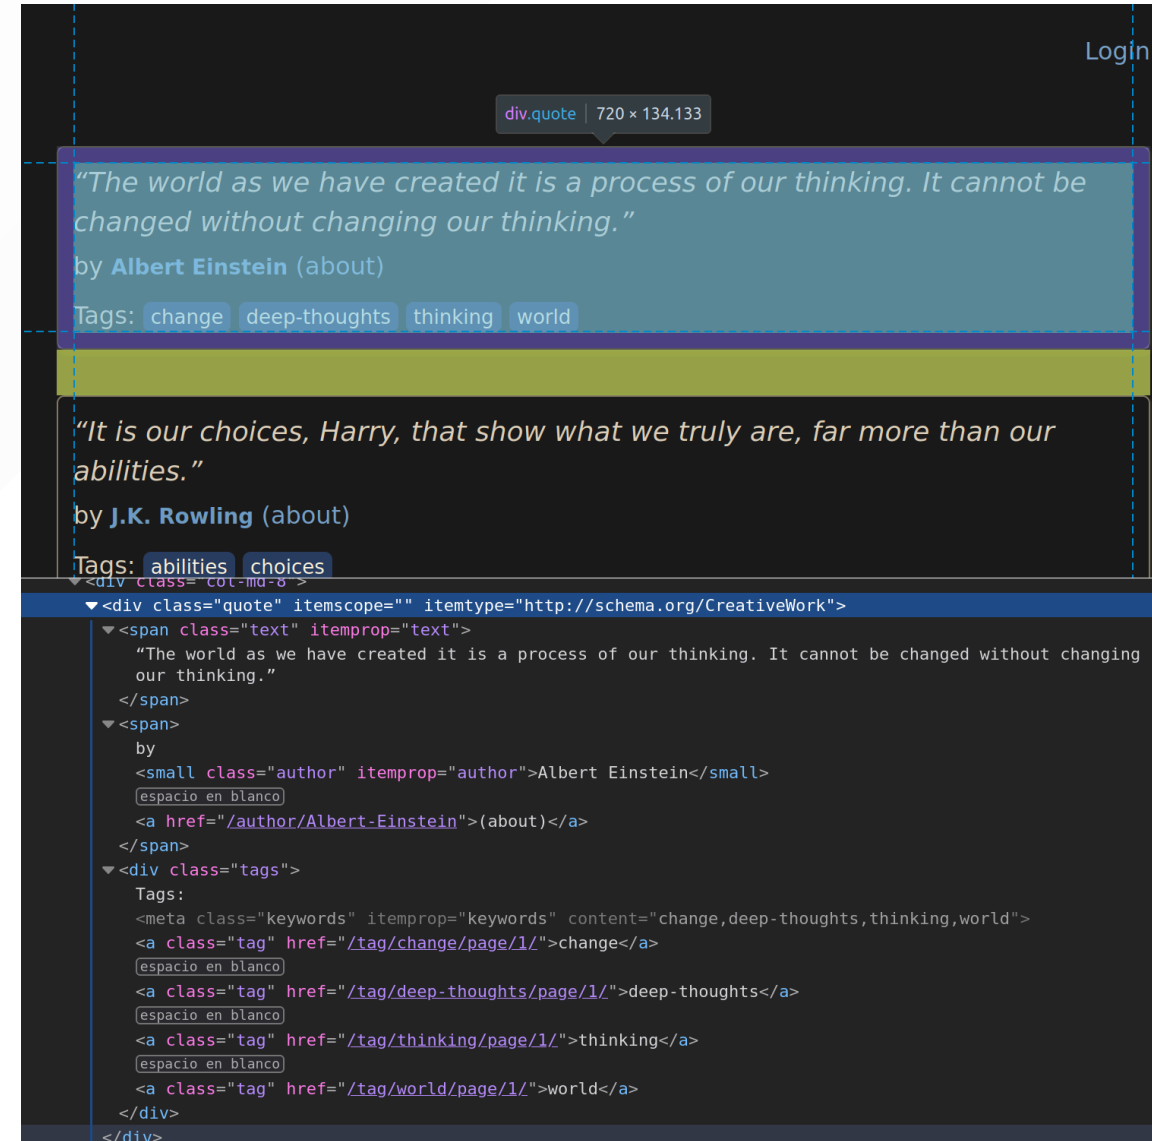 Login
div.quote | 720 × 134.133
“The world as we have created it is a process of our thinking. It cannot be
changed without changing our thinking.”
by Albert Einstein (about)
Tags: change deep-thoughts thinking world
“It is our choices, Harry, that show what we truly are, far more than our
abilities.”
by J.K. Rowling (about)
Tags: abilities choices
<div class="col-md-8">
<div class="quote" itemscope="" itemtype="http://schema.org/CreativeWork">
<span class="text" itemprop="text">
“The world as we have created it is a process of our thinking. It cannot be changed without changing
our thinking.”
</span>
<span>
by
<small class="author" itemprop="author">Albert Einstein</small>
espacio en blanco
<a href="/author/Albert-Einstein">(about)</a>
</span>
<div class="tags">
Tags:
<meta class="keywords" itemprop="keywords" content="change,deep-thoughts,thinking,world">
<a class="tag" href="/tag/change/page/1/">change</a>
espacio en blanco
<a class="tag" href="/tag/deep-thoughts/page/1/">deep-thoughts</a>
espacio en blanco
<a class="tag" href="/tag/thinking/page/1/">thinking</a>
espacio en blanco
<a class="tag" href="/tag/world/page/1/">world</a>
</div>
</div>